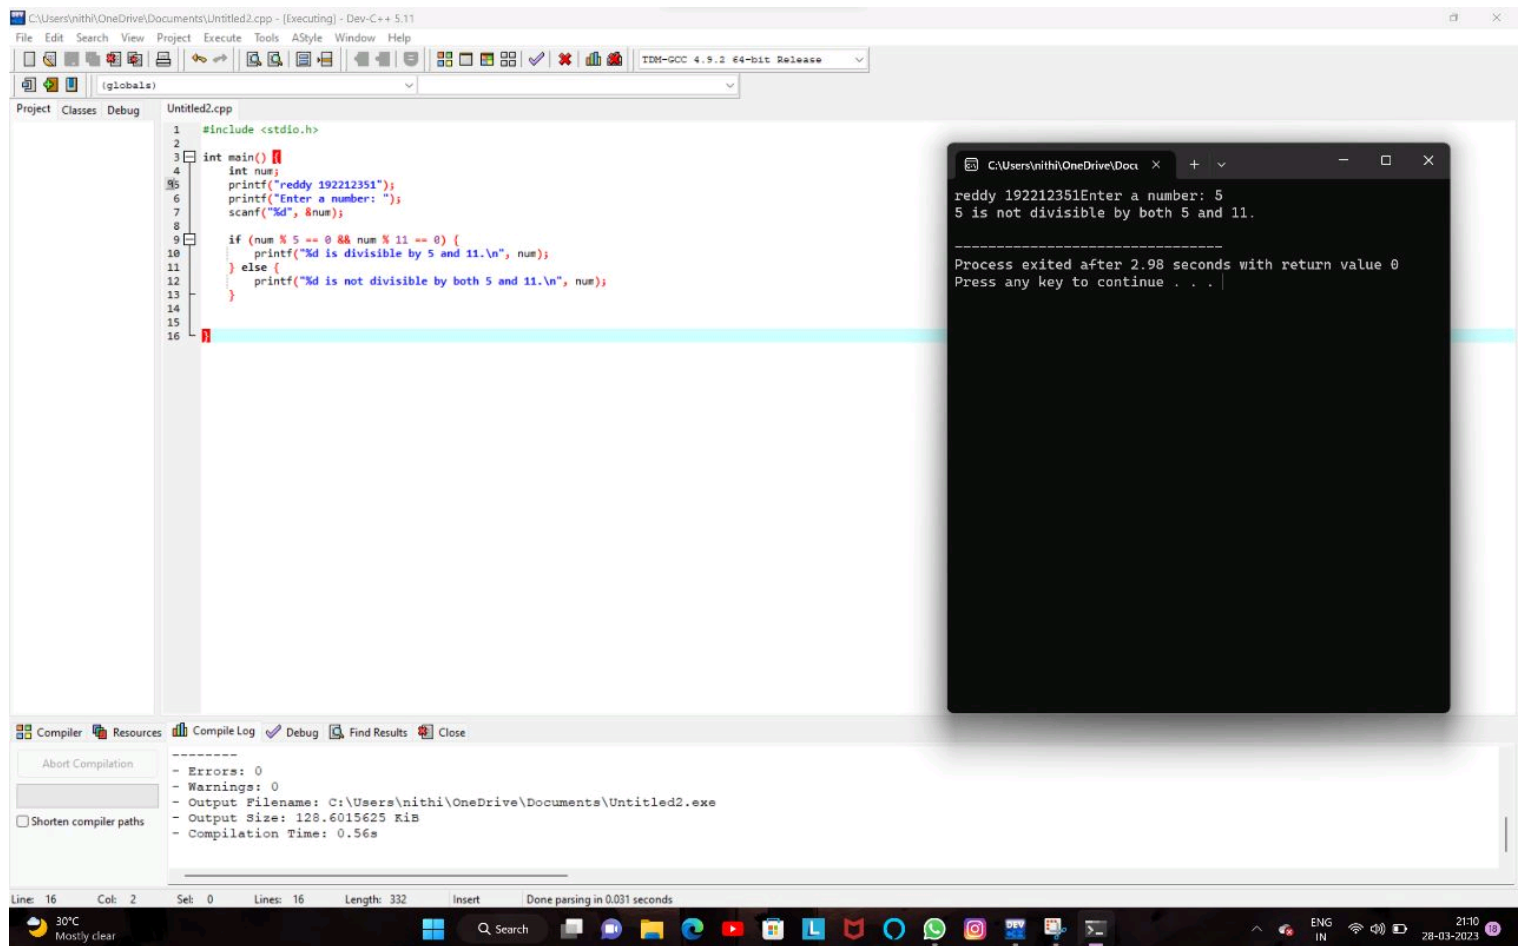 C:\Users\nithi\OneDrive\Documents\Untitled2.cpp - [Executing] - Dev-C++ 5.11
File Edit Search View Project Execute Tools AStyle Window Help
TDM-GCC 4.9.2 64-bit Release
(globals)
Project Classes Debug Untitled2.cpp
1 #include <stdio.h>
2
3 int main() {
4 int num;
5 printf("reddy 192212351");
6 printf("Enter a number: ");
7 scanf("%d", &num);
8
9 if (num % 5 == 0 && num % 11 == 0) {
10 printf("%d is divisible by 5 and 11.\n", num);
11 } else {
12 printf("%d is not divisible by both 5 and 11.\n", num);
13 }
14
15
16 }
C:\Users\nithi\OneDrive\Docu
reddy 192212351Enter a number: 5
5 is not divisible by both 5 and 11.
--------------------------------
Process exited after 2.98 seconds with return value 0
Press any key to continue . . .
Compiler Resources Compile Log Debug Find Results Close
Abort Compilation
Shorten compiler paths
--------
- Errors: 0
- Warnings: 0
- Output Filename: C:\Users\nithi\OneDrive\Documents\Untitled2.exe
- Output Size: 128.6015625 KiB
- Compilation Time: 0.56s
Line: 16 Col: 2 Sel: 0 Lines: 16 Length: 332 Insert Done parsing in 0.031 seconds
30°C
Mostly clear
Search
DEV
ENG
IN
21:10
28-03-2023
18